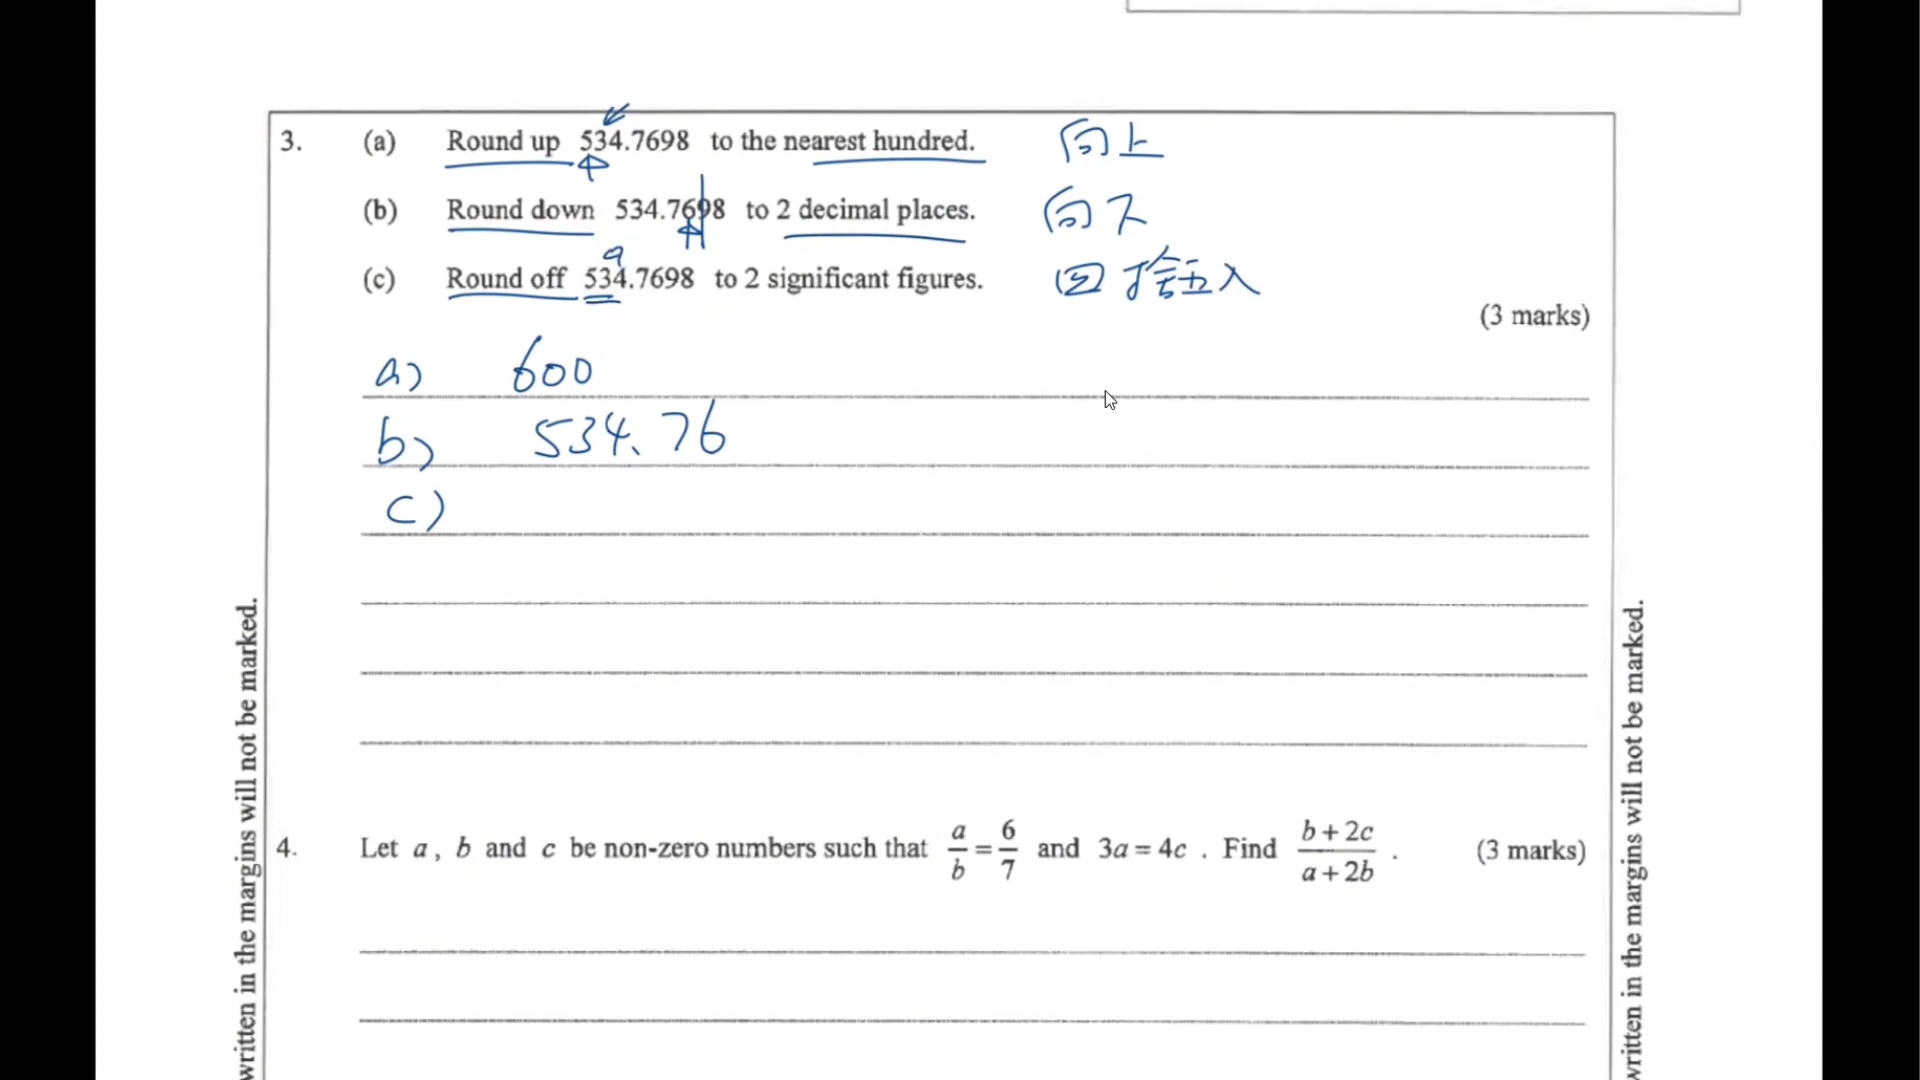 3. (a) Round up 534.7698 to the nearest hundred. 向上
(b) Round down 534.7698 to 2 decimal places. 向下
(c) Round off 534.7698 to 2 significant figures. 四捨五入
(3 marks)
a) 600
b) 534.76
c)
4. Let a, b and c be non-zero numbers such that a/b = 6/7 and 3a = 4c. Find (b+2c)/(a+2b). (3 marks)
written in the margins will not be marked.
written in the margins will not be marked.